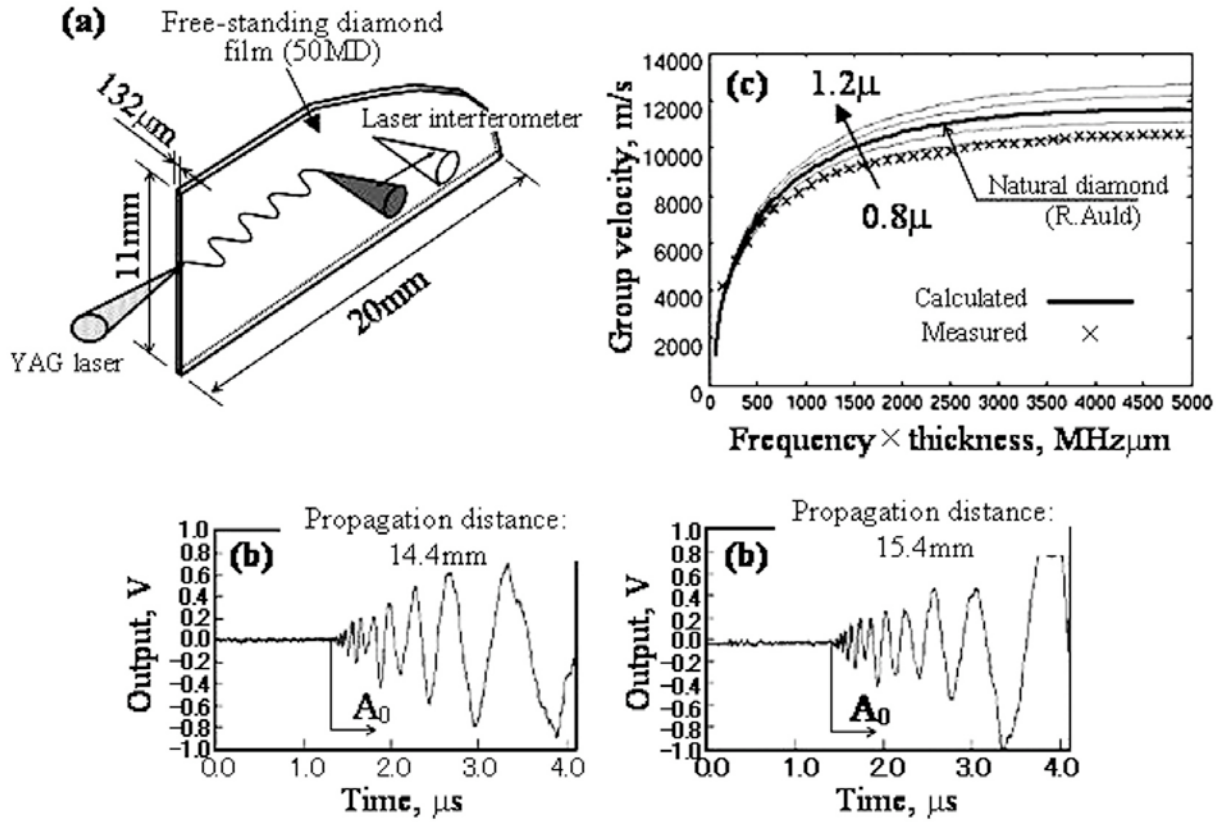 (a)
Free-standing diamond
film (50MD)
132μm
Laser interferometer
11mm
20mm
YAG laser
(c)
1.2μ
0.8μ
Natural diamond
(R.Auld)
Calculated
Measured
Group velocity, m/s
14000
12000
10000
8000
6000
4000
2000
0
0 500 1000 1500 2000 2500 3000 3500 4000 4500 5000
Frequency × thickness, MHzμm
(b)
Propagation distance:
14.4mm
Output, V
1.0
0.8
0.6
0.4
0.2
0.0
−0.2
−0.4
−0.6
−0.8
−1.0
A0
0.0 1.0 2.0 3.0 4.0
Time, μs
(b)
Propagation distance:
15.4mm
Output, V
1.0
0.8
0.6
0.4
0.2
0.0
−0.2
−0.4
−0.6
−0.8
−1.0
A0
0.0 1.0 2.0 3.0 4.0
Time, μs